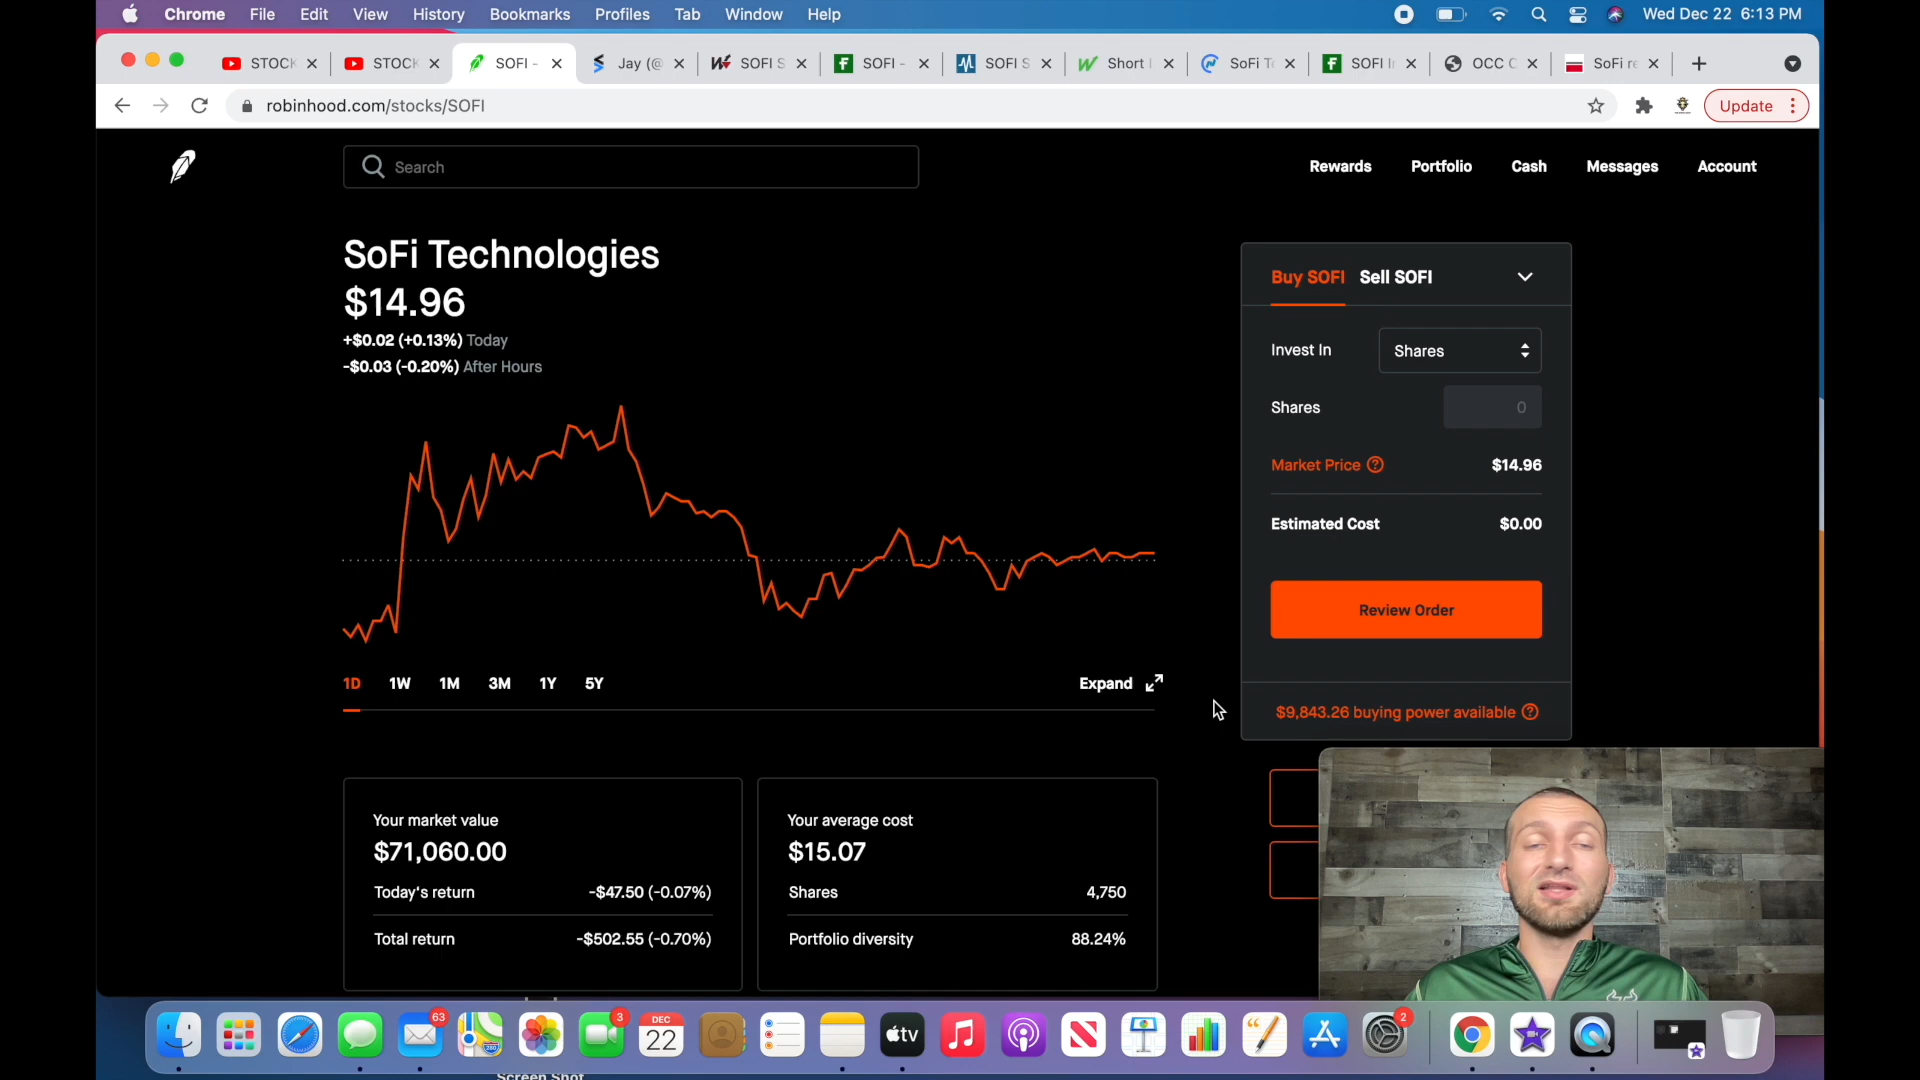 Chrome File Edit View History Bookmarks Profiles Tab Window Help Wed Dec 22 6:13 PM
STOCK STOCK SOFI - Jay (@ SOFI S SOFI - SOFI S Short SoFi SOFI OCC SoFi
robinhood.com/stocks/SOFI Update
Search Rewards Portfolio Cash Messages Account
SoFi Technologies
$14.96
+$0.02 (+0.13%) Today
-$0.03 (-0.20%) After Hours
Buy SOFI Sell SOFI
Invest In Shares
Shares 0
Market Price ? $14.96
Estimated Cost $0.00
Review Order
$9,843.26 buying power available ?
1D 1W 1M 3M 1Y 5Y Expand
Your market value
$71,060.00
Today's return -$47.50 (-0.07%)
Total return -$502.55 (-0.70%)
Your average cost
$15.07
Shares 4,750
Portfolio diversity 88.24%
63 3 DEC 22 tv 2
Screen Shot